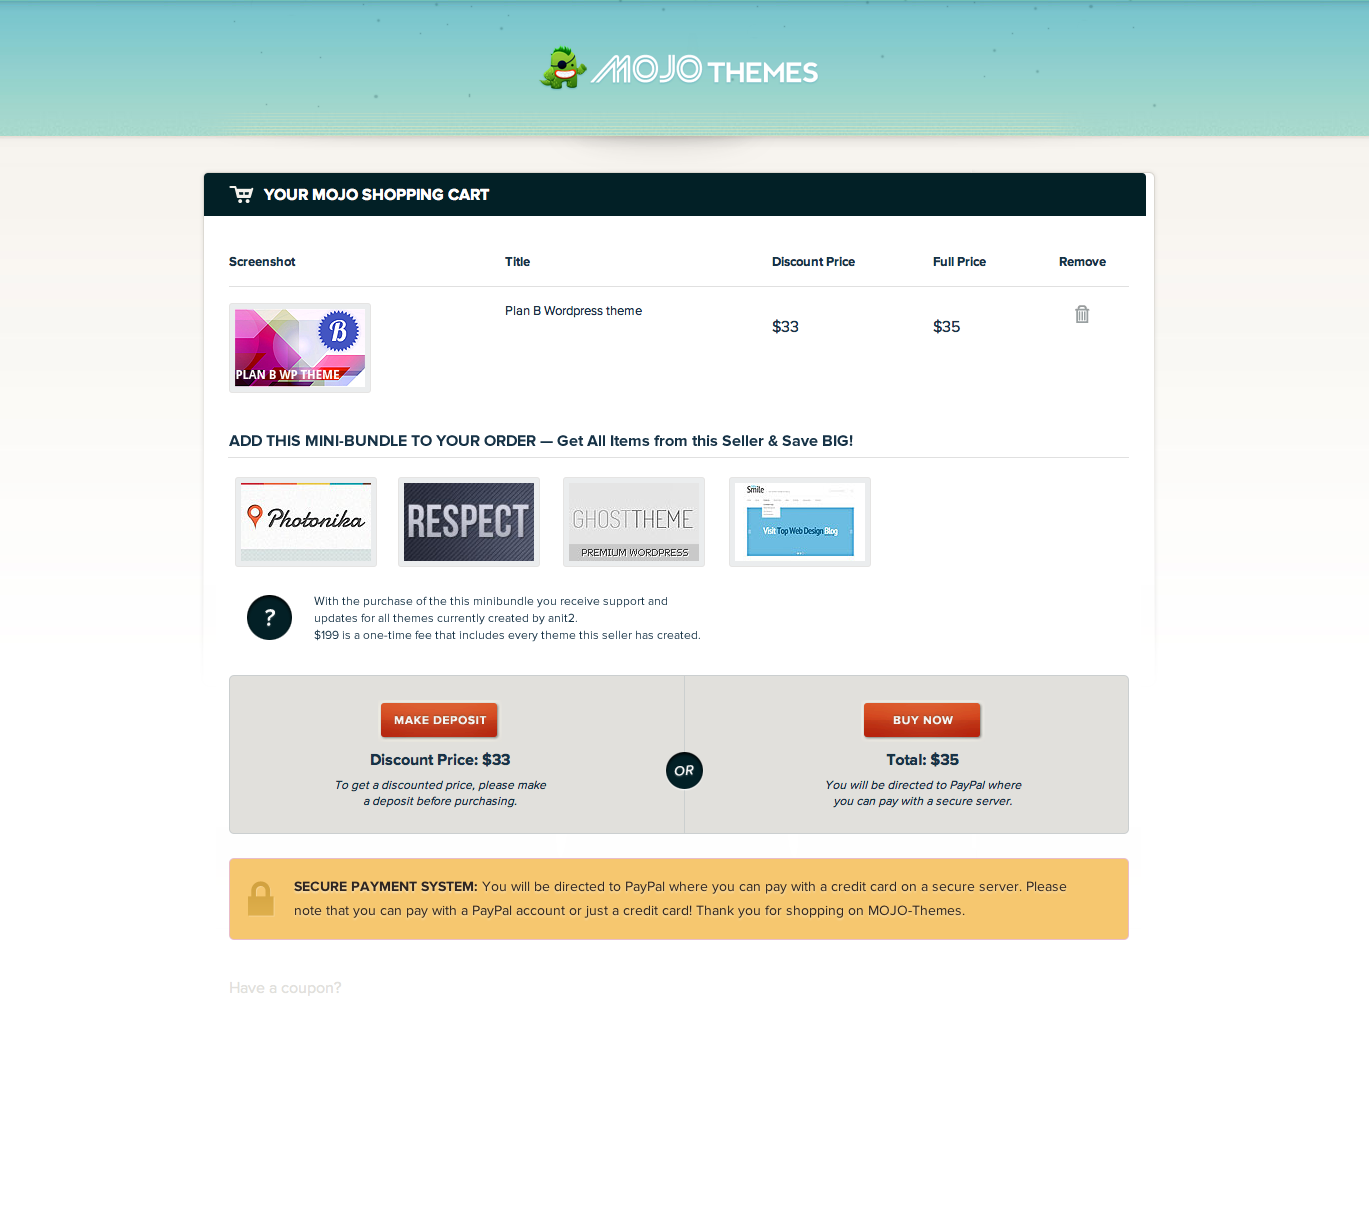 MOJO THEMES
YOUR MOJO SHOPPING CART
Screenshot Title Discount Price Full Price Remove
B
PLAN B WP THEME
Plan B Wordpress theme
$33 $35
ADD THIS MINI-BUNDLE TO YOUR ORDER — Get All Items from this Seller & Save BIG!
Photonika
RESPECT
GHOSTTHEME
PREMIUM WORDPRESS
Smile
Visit Top Web Design Blog
?
With the purchase of the this minibundle you receive support and
updates for all themes currently created by anit2.
$199 is a one-time fee that includes every theme this seller has created.
MAKE DEPOSIT
Discount Price: $33
To get a discounted price, please make
a deposit before purchasing.
OR
BUY NOW
Total: $35
You will be directed to PayPal where
you can pay with a secure server.
SECURE PAYMENT SYSTEM: You will be directed to PayPal where you can pay with a credit card on a secure server. Please
note that you can pay with a PayPal account or just a credit card! Thank you for shopping on MOJO-Themes.
Have a coupon?